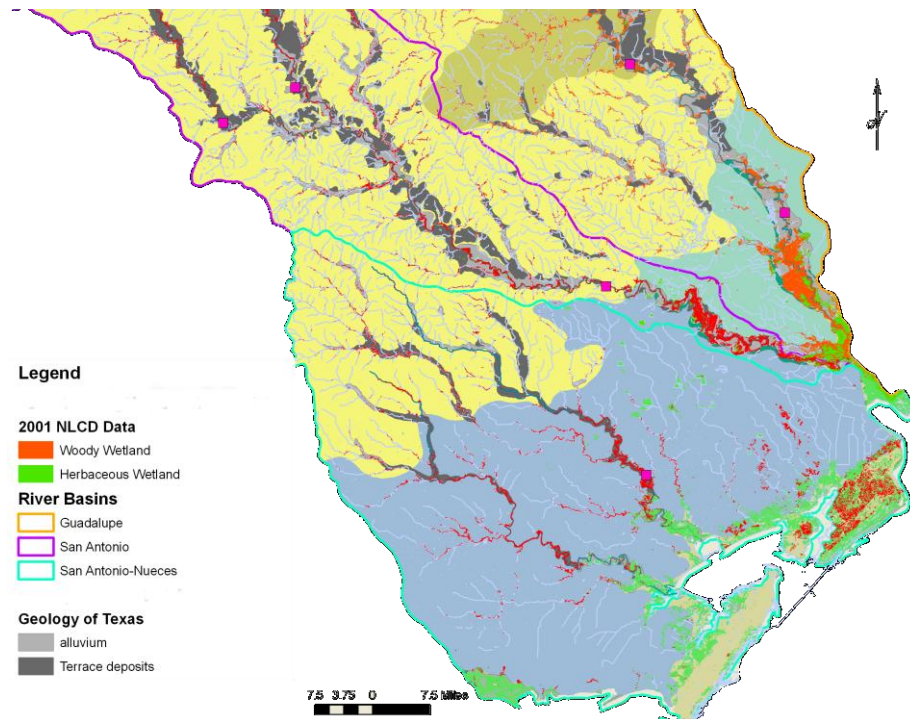 Legend
2001 NLCD Data
Woody Wetland
Herbaceous Wetland
River Basins
Guadalupe
San Antonio
San Antonio-Nueces
Geology of Texas
alluvium
Terrace deposits
7.5 3.75 0 7.5 Miles